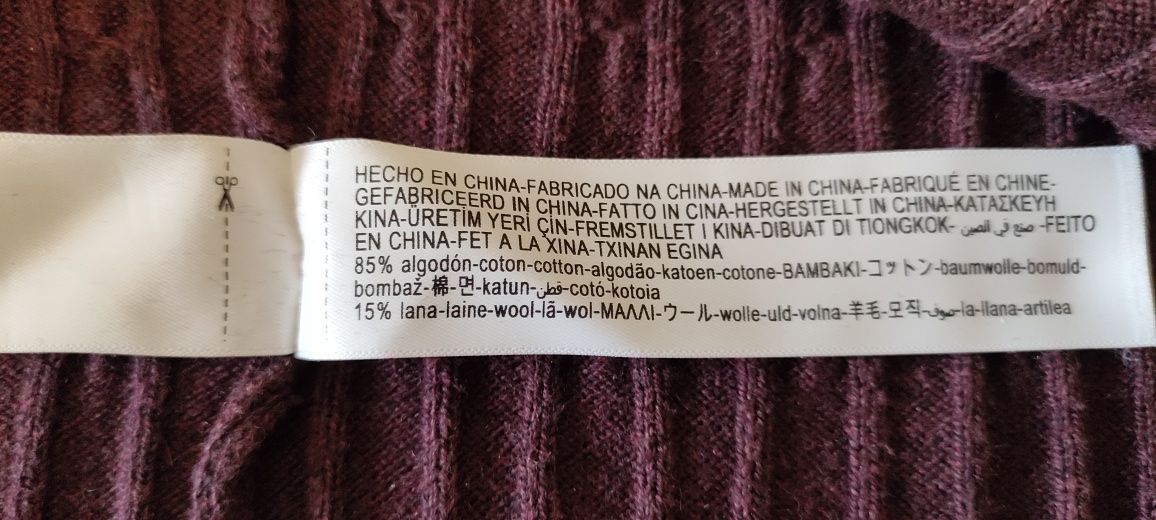 HECHO EN CHINA-FABRICADO NA CHINA-MADE IN CHINA-FABRIQUÉ EN CHINE-
GEFABRICEERD IN CHINA-FATTO IN CINA-HERGESTELLT IN CHINA-ΚΑΤΑΣΚΕΥΗ
KINA-ÜRETİM YERİ ÇİN-FREMSTILLET I KINA-DIBUAT DI TIONGKOK- صنع في الصين -FEITO
EN CHINA-FET A LA XINA-TXINAN EGINA
85% algodón-coton-cotton-algodão-katoen-cotone-BAMBAKI-コットン-baumwolle-bomuld-
bombaž-棉-면-katun-قطن-cotó-kotoia
15% lana-laine-wool-lã-wol-ΜΑΛΛΙ-ウール-wolle-uld-volna-羊毛-모직-صوف-la-llana-artilea